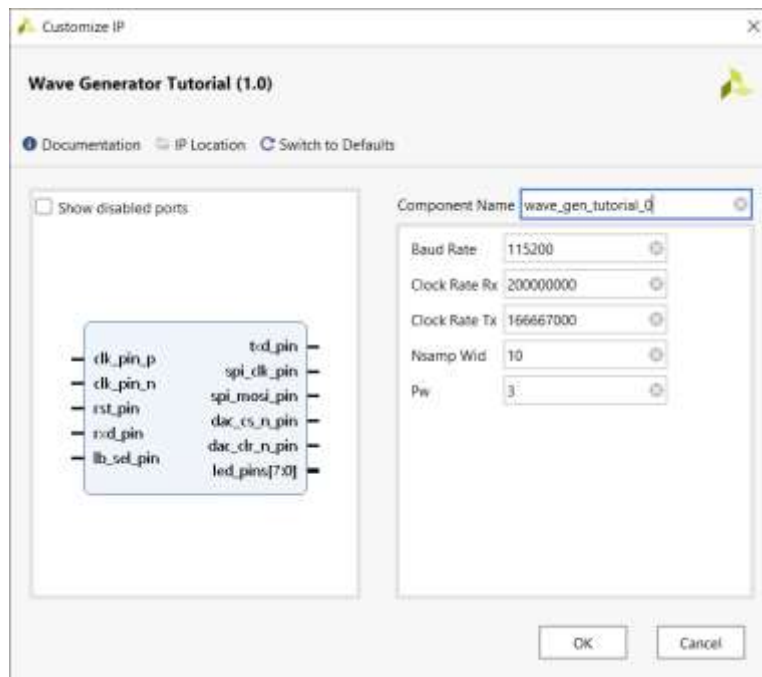 Customize IP
Wave Generator Tutorial (1.0)
Documentation IP Location Switch to Defaults
Show disabled ports
clk_pin_p
clk_pin_n
rst_pin
rxd_pin
lb_sel_pin
txd_pin
spi_clk_pin
spi_mosi_pin
dac_cs_n_pin
dac_clr_n_pin
led_pins[7:0]
Component Name wave_gen_tutorial_0
Baud Rate 115200
Clock Rate Rx 200000000
Clock Rate Tx 166667000
Nsamp Wid 10
Pw 3
OK Cancel